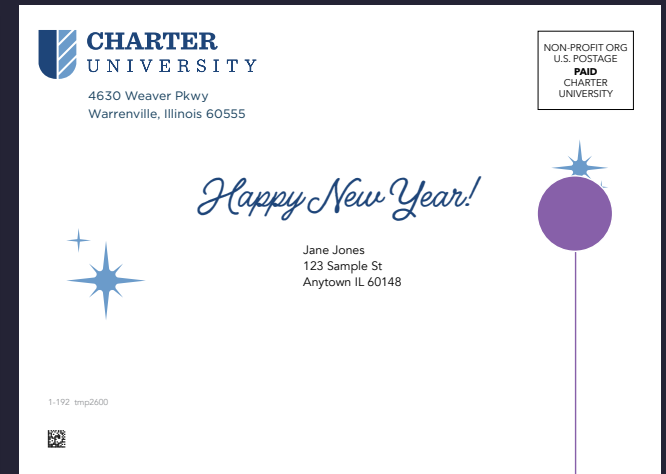 CHARTER
UNIVERSITY
4630 Weaver Pkwy
Warrenville, Illinois 60555
NON-PROFIT ORG
U.S. POSTAGE
PAID
CHARTER
UNIVERSITY
Happy New Year!
Jane Jones
123 Sample St
Anytown IL 60148
1-192 tmp2600